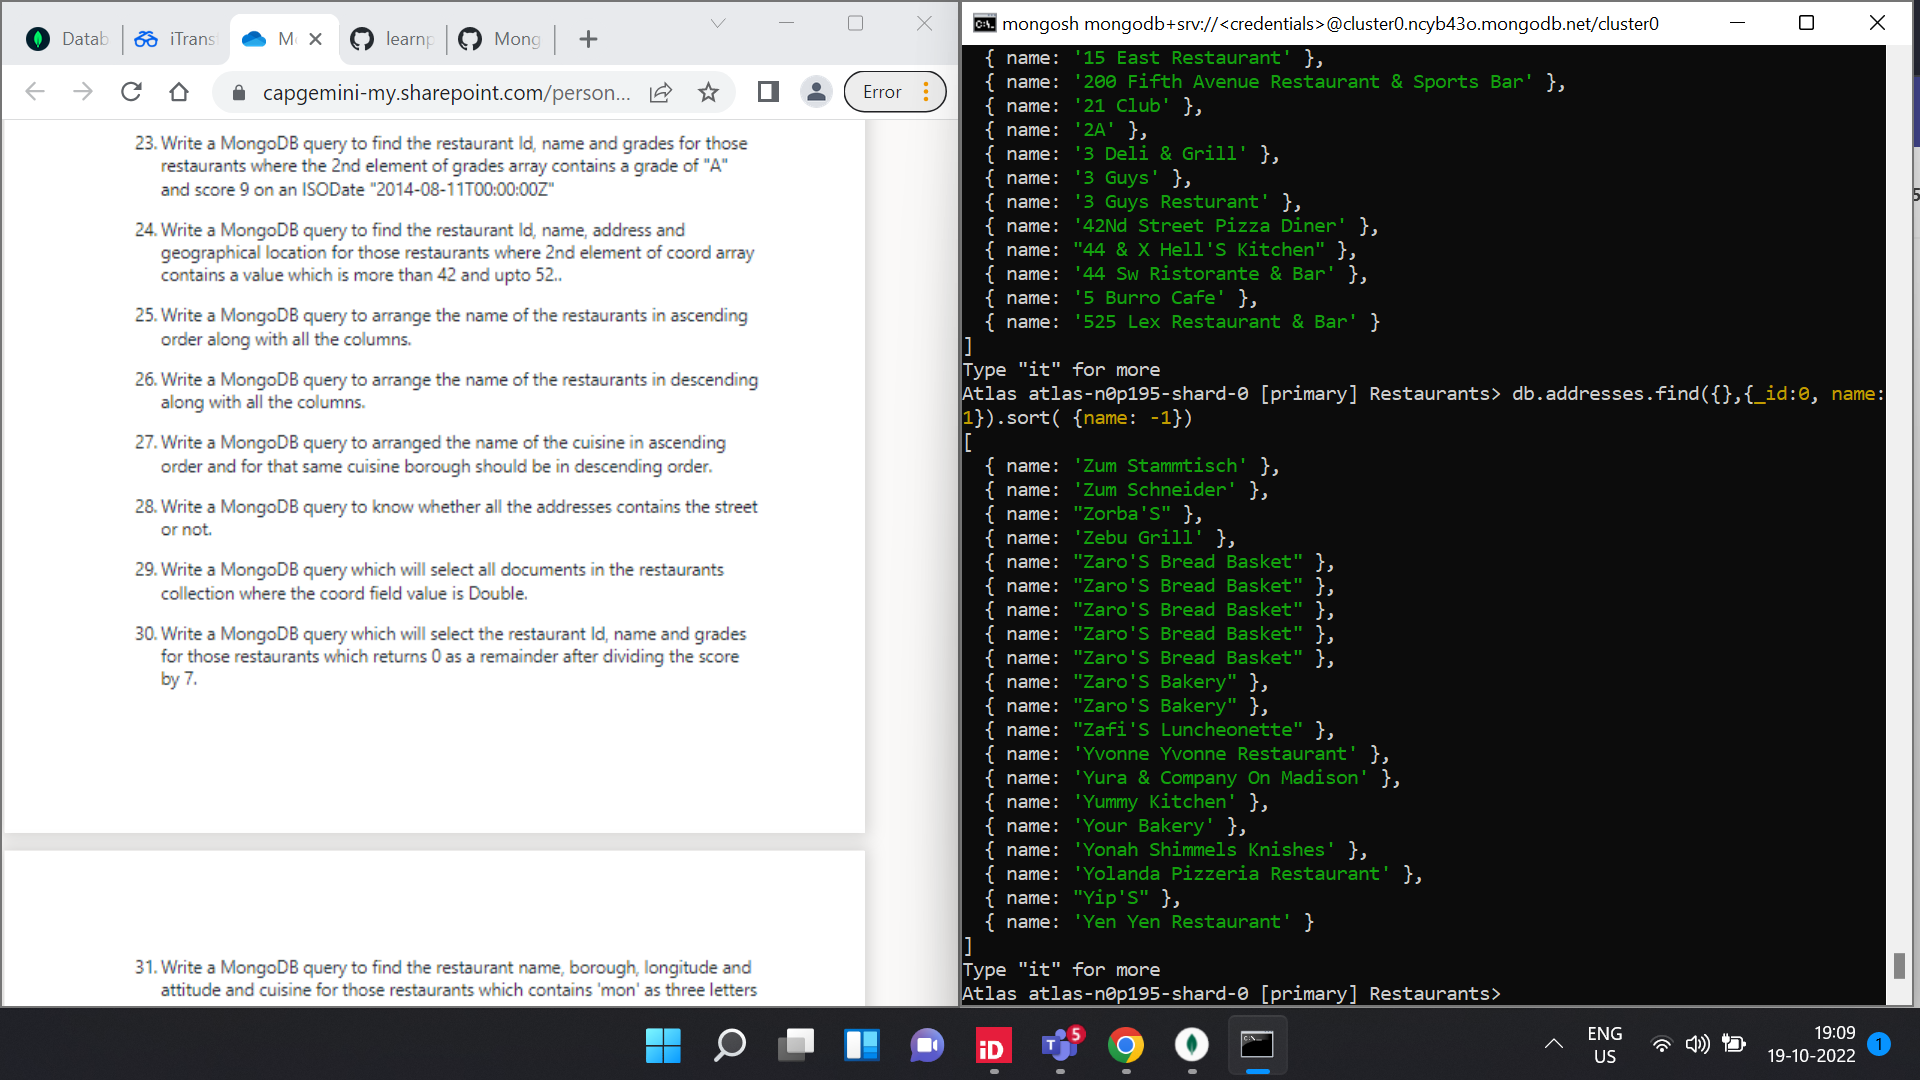 Datab
iTrans
M
learnp
Mong
capgemini-my.sharepoint.com/person...
Error
23. Write a MongoDB query to find the restaurant Id, name and grades for those
restaurants where the 2nd element of grades array contains a grade of "A"
and score 9 on an ISODate "2014-08-11T00:00:00Z"
24. Write a MongoDB query to find the restaurant Id, name, address and
geographical location for those restaurants where 2nd element of coord array
contains a value which is more than 42 and upto 52..
25. Write a MongoDB query to arrange the name of the restaurants in ascending
order along with all the columns.
26. Write a MongoDB query to arrange the name of the restaurants in descending
along with all the columns.
27. Write a MongoDB query to arranged the name of the cuisine in ascending
order and for that same cuisine borough should be in descending order.
28. Write a MongoDB query to know whether all the addresses contains the street
or not.
29. Write a MongoDB query which will select all documents in the restaurants
collection where the coord field value is Double.
30. Write a MongoDB query which will select the restaurant Id, name and grades
for those restaurants which returns 0 as a remainder after dividing the score
by 7.
31. Write a MongoDB query to find the restaurant name, borough, longitude and
attitude and cuisine for those restaurants which contains 'mon' as three letters
mongosh mongodb+srv://<credentials>@cluster0.ncyb43o.mongodb.net/cluster0
{ name: '15 East Restaurant' },
{ name: '200 Fifth Avenue Restaurant & Sports Bar' },
{ name: '21 Club' },
{ name: '2A' },
{ name: '3 Deli & Grill' },
{ name: '3 Guys' },
{ name: '3 Guys Resturant' },
{ name: '42Nd Street Pizza Diner' },
{ name: "44 & X Hell'S Kitchen" },
{ name: '44 Sw Ristorante & Bar' },
{ name: '5 Burro Cafe' },
{ name: '525 Lex Restaurant & Bar' }
]
Type "it" for more
Atlas atlas-n0p195-shard-0 [primary] Restaurants> db.addresses.find({},{_id:0, name:
1}).sort( {name: -1})
[
{ name: 'Zum Stammtisch' },
{ name: 'Zum Schneider' },
{ name: "Zorba'S" },
{ name: 'Zebu Grill' },
{ name: "Zaro'S Bread Basket" },
{ name: "Zaro'S Bread Basket" },
{ name: "Zaro'S Bread Basket" },
{ name: "Zaro'S Bread Basket" },
{ name: "Zaro'S Bread Basket" },
{ name: "Zaro'S Bakery" },
{ name: "Zaro'S Bakery" },
{ name: "Zafi'S Luncheonette" },
{ name: 'Yvonne Yvonne Restaurant' },
{ name: 'Yura & Company On Madison' },
{ name: 'Yummy Kitchen' },
{ name: 'Your Bakery' },
{ name: 'Yonah Shimmels Knishes' },
{ name: 'Yolanda Pizzeria Restaurant' },
{ name: "Yip'S" },
{ name: 'Yen Yen Restaurant' }
]
Type "it" for more
Atlas atlas-n0p195-shard-0 [primary] Restaurants>
5
iD
T
5
ENG
US
19:09
19-10-2022
1